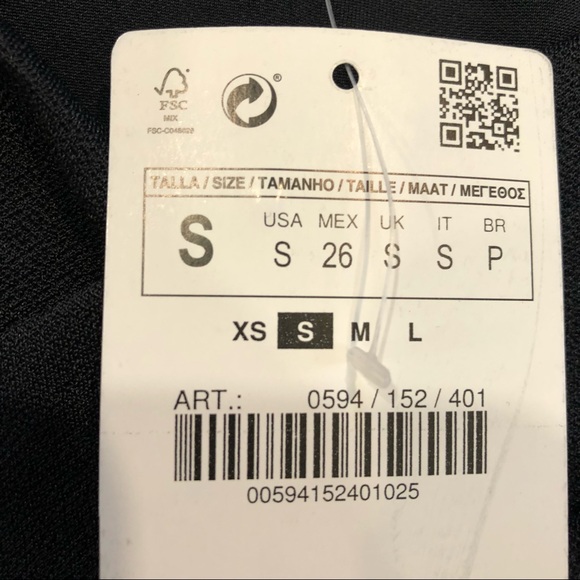 ®
FSC
MIX
TALLA / SIZE / TAMANHO / TAILLE / MAAT / ΜΕΓΕΘΟΣ
S
USA MEX UK IT BR
S 26 S S P
XS S M L
ART.: 0594 / 152 / 401
00594152401025